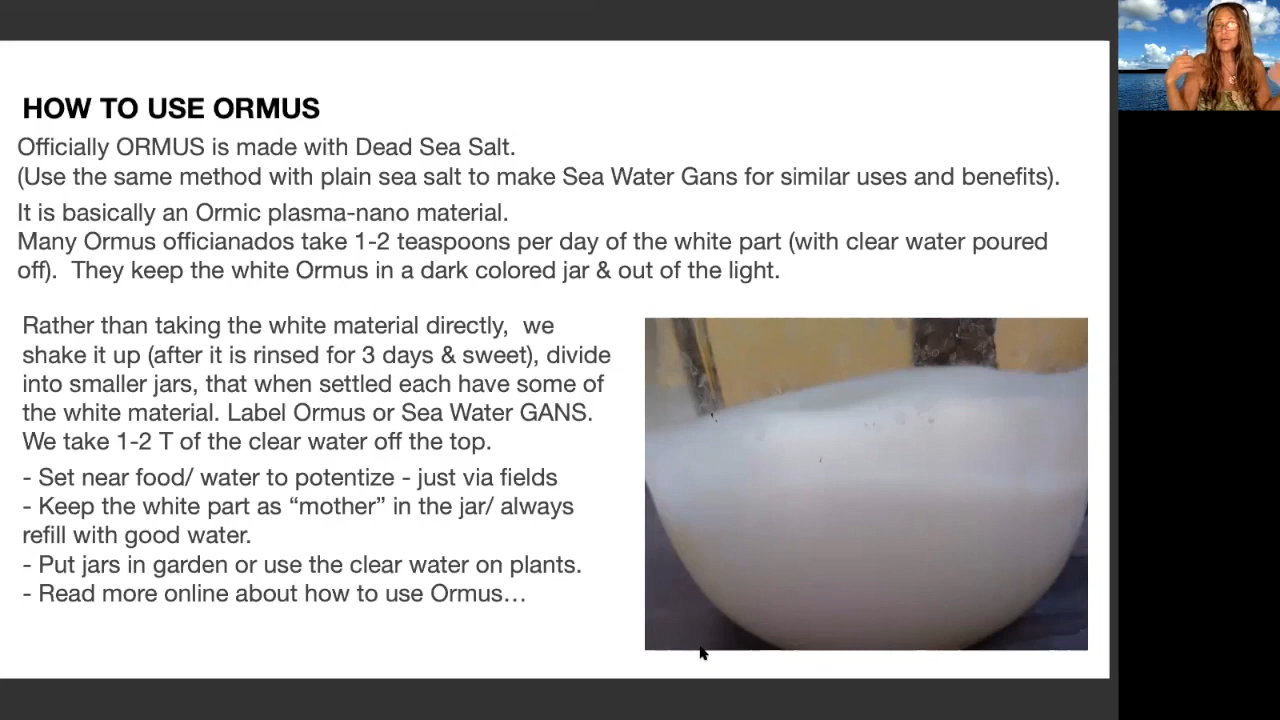 HOW TO USE ORMUS
Officially ORMUS is made with Dead Sea Salt.
(Use the same method with plain sea salt to make Sea Water Gans for similar uses and benefits).
It is basically an Ormic plasma-nano material.
Many Ormus officianados take 1-2 teaspoons per day of the white part (with clear water poured
off).  They keep the white Ormus in a dark colored jar & out of the light.
Rather than taking the white material directly,  we
shake it up (after it is rinsed for 3 days & sweet), divide
into smaller jars, that when settled each have some of
the white material. Label Ormus or Sea Water GANS.
We take 1-2 T of the clear water off the top.
- Set near food/ water to potentize - just via fields
- Keep the white part as “mother” in the jar/ always
refill with good water.
- Put jars in garden or use the clear water on plants.
- Read more online about how to use Ormus…